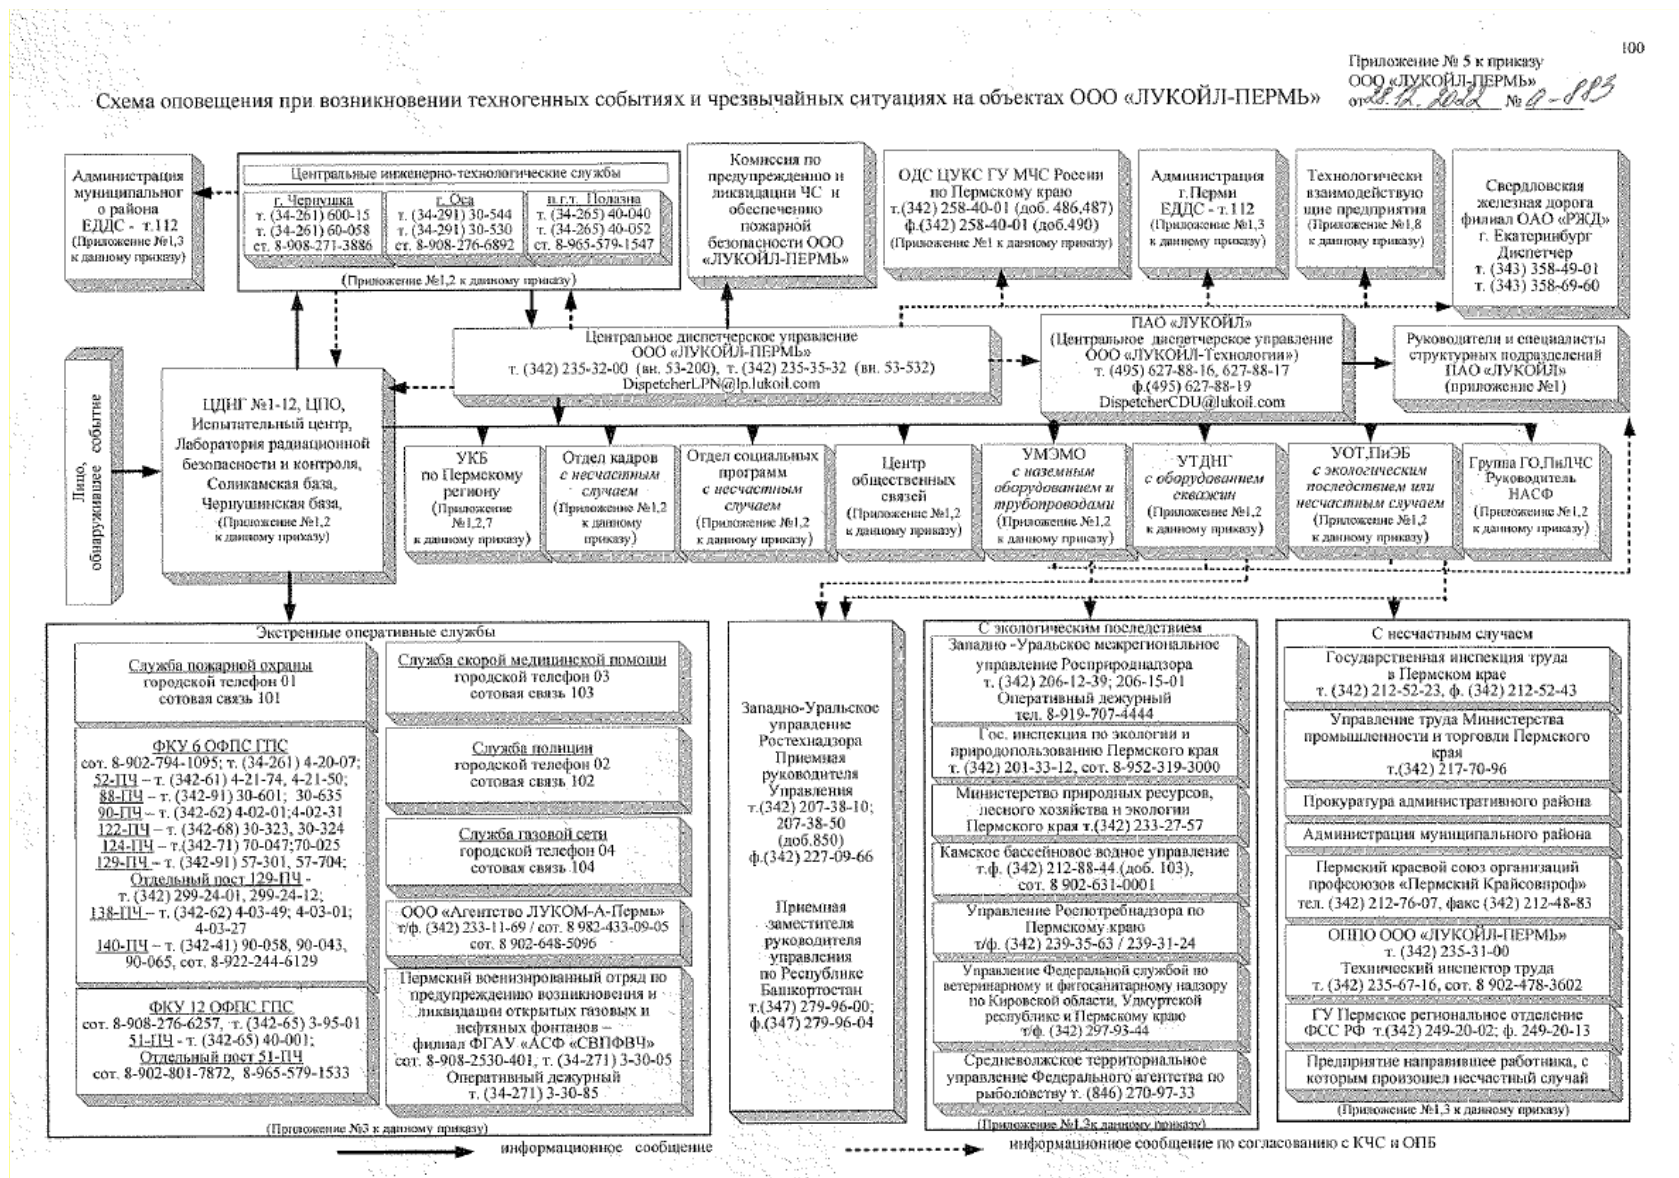 100
Приложение № 5 к приказу
ООО «ЛУКОЙЛ-ПЕРМЬ»
от 28.12.2022 № а-883
Схема оповещения при возникновении техногенных событиях и чрезвычайных ситуациях на объектах ООО «ЛУКОЙЛ-ПЕРМЬ»
Администрация
муниципальног
о района
ЕДДС - т.112
(Приложение №1,3
к данному приказу)
Центральные инженерно-технологические службы
г. Чернушка
т. (34-261) 600-15
т. (34-261) 60-058
ст. 8-908-271-3886
г. Оса
т. (34-291) 30-544
т. (34-291) 30-530
ст. 8-908-276-6892
п.г.т. Полазна
т. (34-265) 40-040
т. (34-265) 40-052
ст. 8-965-579-1547
(Приложение №1,2 к данному приказу)
Комиссия по
предупреждению и
ликвидации ЧС и
обеспечению
пожарной
безопасности ООО
«ЛУКОЙЛ-ПЕРМЬ»
ОДС ЦУКС ГУ МЧС России
по Пермскому краю
т.(342) 258-40-01 (доб. 486,487)
ф.(342) 258-40-01 (доб.490)
(Приложение №1 к данному приказу)
Администрация
г.Перми
ЕДДС - т.112
(Приложение №1,3
к данному приказу)
Технологически
взаимодействую
щие предприятия
(Приложение №1,8
к данному приказу)
Свердловская
железная дорога
филиал ОАО «РЖД»
г. Екатеринбург
Диспетчер
т. (343) 358-49-01
т. (343) 358-69-60
Центральное диспетчерское управление
ООО «ЛУКОЙЛ-ПЕРМЬ»
т. (342) 235-32-00 (вн. 53-200), т. (342) 235-35-32 (вн. 53-532)
DispetcherLPN@lp.lukoil.com
ПАО «ЛУКОЙЛ»
(Центральное диспетчерское управление
ООО «ЛУКОЙЛ-Технологии»)
т. (495) 627-88-16, 627-88-17
ф.(495) 627-88-19
DispetcherCDU@lukoil.com
Руководители и специалисты
структурных подразделений
ПАО «ЛУКОЙЛ»
(приложение №1)
Лицо,
обнаружившее событие
ЦДНГ №1-12, ЦПО,
Испытательный центр,
Лаборатория радиационной
безопасности и контроля,
Соликамская база,
Чернушинская база,
(Приложение №1,2
к данному приказу)
УКБ
по Пермскому
региону
(Приложение
№1,2,7
к данному приказу)
Отдел кадров
с несчастным
случаем
(Приложение №1,2
к данному
приказу)
Отдел социальных
программ
с несчастным
случаем
(Приложение №1,2
к данному приказу)
Центр
общественных
связей
(Приложение №1,2
к данному приказу)
УМЭМО
с наземным
оборудованием и
трубопроводами
(Приложение №1,2
к данному приказу)
УТДНГ
с оборудованием
скважин
(Приложение №1,2
к данному приказу)
УОТ,ПиЭБ
с экологическим
последствием или
несчастным случаем
(Приложение №1,2
к данному приказу)
Группа ГО,ПиЛЧС
Руководитель
НАСФ
(Приложение №1,2
к данному приказу)
Экстренные оперативные службы
Служба пожарной охраны
городской телефон 01
сотовая связь 101
ФКУ 6 ОФПС ГПС
сот. 8-902-794-1095; т. (34-261) 4-20-07;
52-ПЧ – т. (342-61) 4-21-74, 4-21-50;
88-ПЧ – т. (342-91) 30-601; 30-635
90-ПЧ – т. (342-62) 4-02-01;4-02-31
122-ПЧ – т. (342-68) 30-323, 30-324
124-ПЧ – т.(342-71) 70-047;70-025
129-ПЧ – т. (342-91) 57-301, 57-704;
Отдельный пост 129-ПЧ -
т. (342) 299-24-01, 299-24-12;
138-ПЧ – т. (342-62) 4-03-49; 4-03-01;
4-03-27
140-ПЧ – т. (342-41) 90-058, 90-043,
90-065, сот. 8-922-244-6129
ФКУ 12 ОФПС ГПС
сот. 8-908-276-6257, т. (342-65) 3-95-01
51-ПЧ - т. (342-65) 40-001;
Отдельный пост 51-ПЧ
сот. 8-902-801-7872, 8-965-579-1533
Служба скорой медицинской помощи
городской телефон 03
сотовая связь 103
Служба полиции
городской телефон 02
сотовая связь 102
Служба газовой сети
городской телефон 04
сотовая связь 104
ООО «Агентство ЛУКОМ-А-Пермь»
т/ф. (342) 233-11-69 / сот. 8 982-433-09-05
сот. 8 902-648-5096
Пермский военизированный отряд по
предупреждению возникновения и
ликвидации открытых газовых и
нефтяных фонтанов –
филиал ФГАУ «АСФ «СВПФВЧ»
сот. 8-908-2530-401, т. (34-271) 3-30-05
Оперативный дежурный
т. (34-271) 3-30-85
(Приложение №3 к данному приказу)
Западно-Уральское
управление
Ростехнадзора
Приемная
руководителя
Управления
т.(342) 207-38-10;
207-38-50
(доб.850)
ф.(342) 227-09-66
Приемная
заместителя
руководителя
управления
по Республике
Башкортостан
т.(347) 279-96-00;
ф.(347) 279-96-04
С экологическим последствием
Западно -Уральское межрегиональное
управление Росприроднадзора
т. (342) 206-12-39; 206-15-01
Оперативный дежурный
тел. 8-919-707-4444
Гос. инспекция по экологии и
природопользованию Пермского края
т. (342) 201-33-12, сот. 8-952-319-3000
Министерство природных ресурсов,
лесного хозяйства и экологии
Пермского края т.(342) 233-27-57
Камское бассейновое водное управление
т.ф. (342) 212-88-44.(доб. 103),
сот. 8 902-631-0001
Управление Роспотребнадзора по
Пермскому краю
т/ф. (342) 239-35-63 / 239-31-24
Управление Федеральной службой по
ветеринарному и фитосанитарному надзору
по Кировской области, Удмуртской
республике и Пермскому краю
т/ф. (342) 297-93-44
Средневолжское территориальное
управление Федерального агентства по
рыболовству т. (846) 270-97-33
(Приложение №1,3к данному приказу)
С несчастным случаем
Государственная инспекция труда
в Пермском крае
т. (342) 212-52-23, ф. (342) 212-52-43
Управление труда Министерства
промышленности и торговли Пермского
края
т.(342) 217-70-96
Прокуратура административного района
Администрация муниципального района
Пермский краевой союз организаций
профсоюзов «Пермский Крайсовпроф»
тел. (342) 212-76-07, факс (342) 212-48-83
ОППО ООО «ЛУКОЙЛ-ПЕРМЬ»
т. (342) 235-31-00
Технический инспектор труда
т. (342) 235-67-16, сот. 8 902-478-3602
ГУ Пермское региональное отделение
ФСС РФ т.(342) 249-20-02; ф. 249-20-13
Предприятие направившее работника, с
которым произошел несчастный случай
(Приложение №1,3 к данному приказу)
информационное сообщение
информационное сообщение по согласованию с КЧС и ОПБ